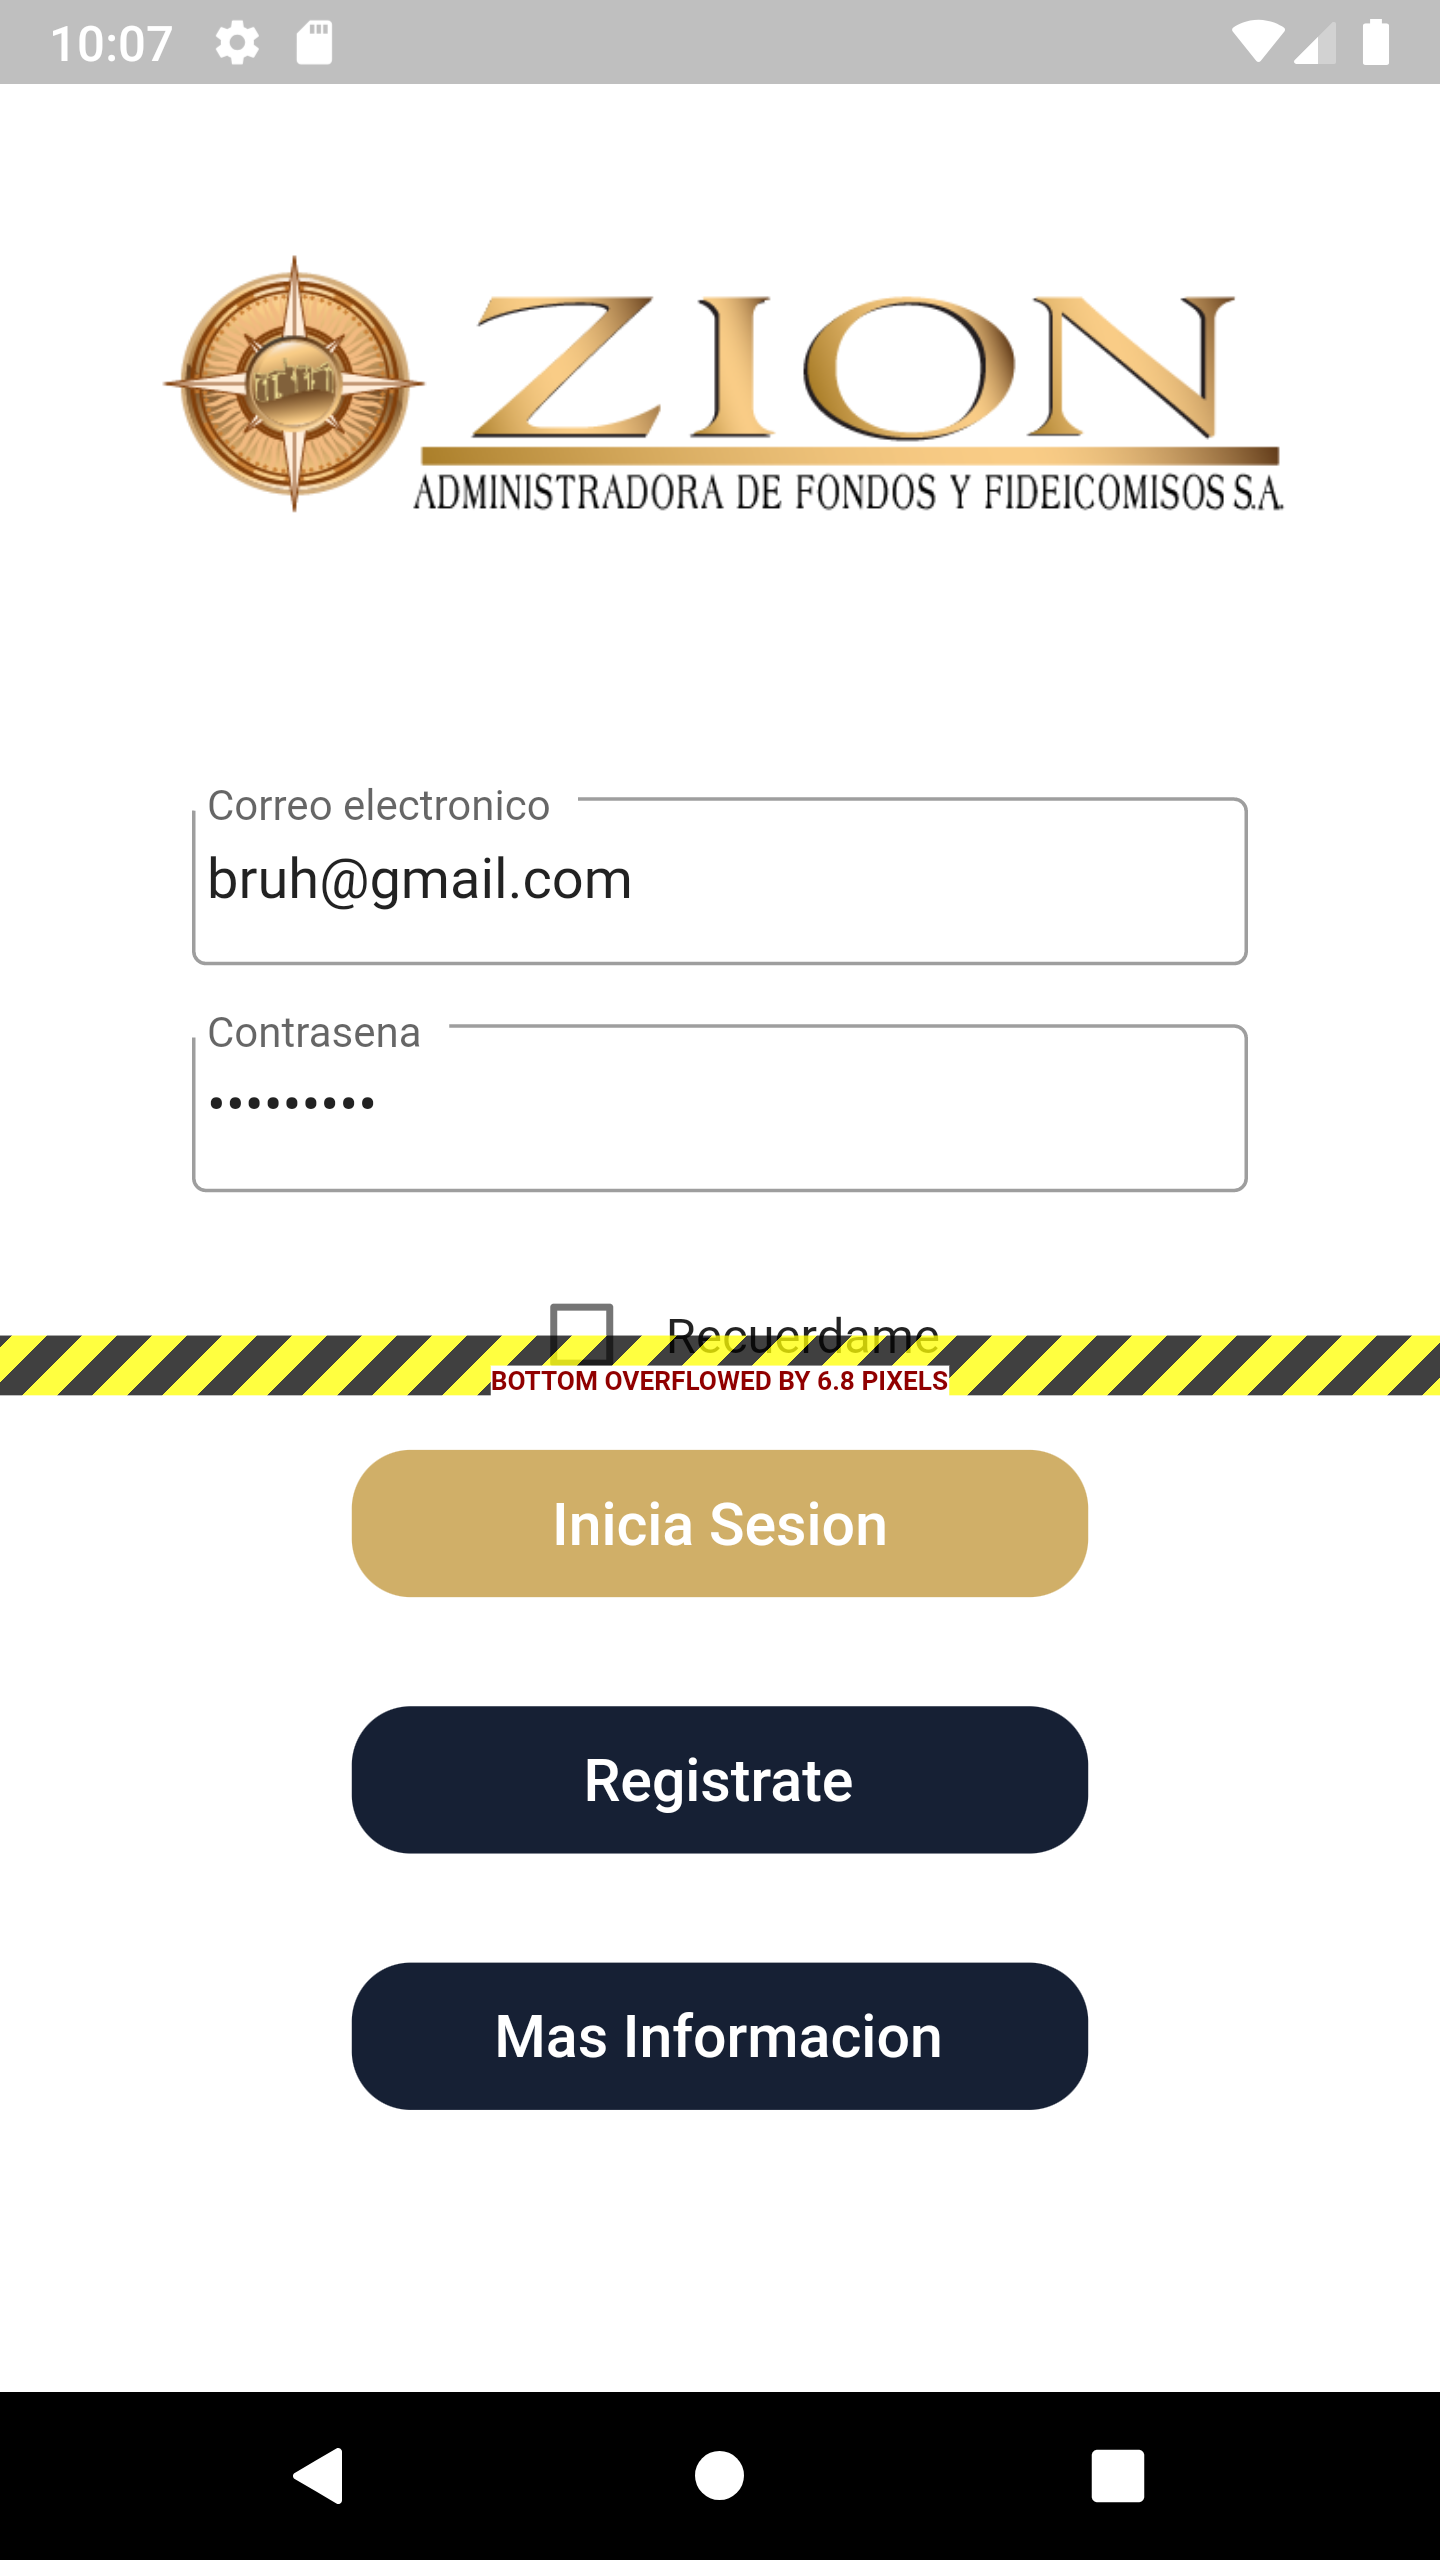 10:07
ZION
ADMINISTRADORA DE FONDOS Y FIDEICOMISOS S.A.
Correo electronico
bruh@gmail.com
Contrasena
•••••••••
Recuerdame
BOTTOM OVERFLOWED BY 6.8 PIXELS
Inicia Sesion
Registrate
Mas Informacion